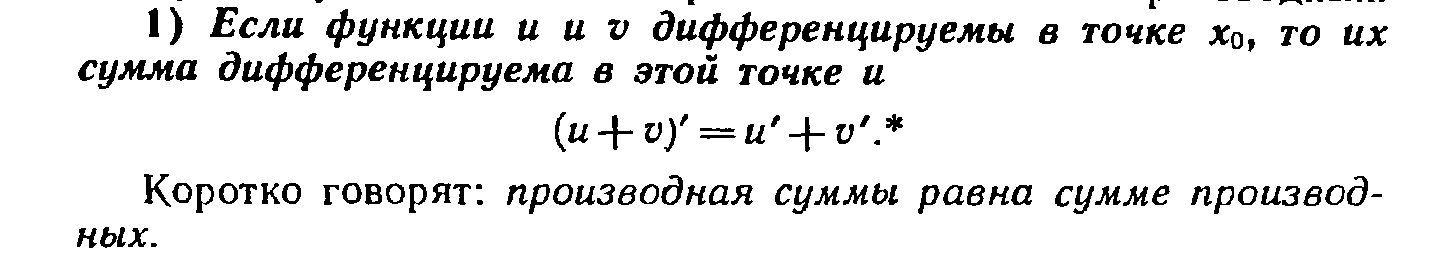 1) Если функции u и v дифференцируемы в точке x₀, то их
сумма дифференцируема в этой точке и
(u + v)′ = u′ + v′.*
Коротко говорят: производная суммы равна сумме производ-
ных.